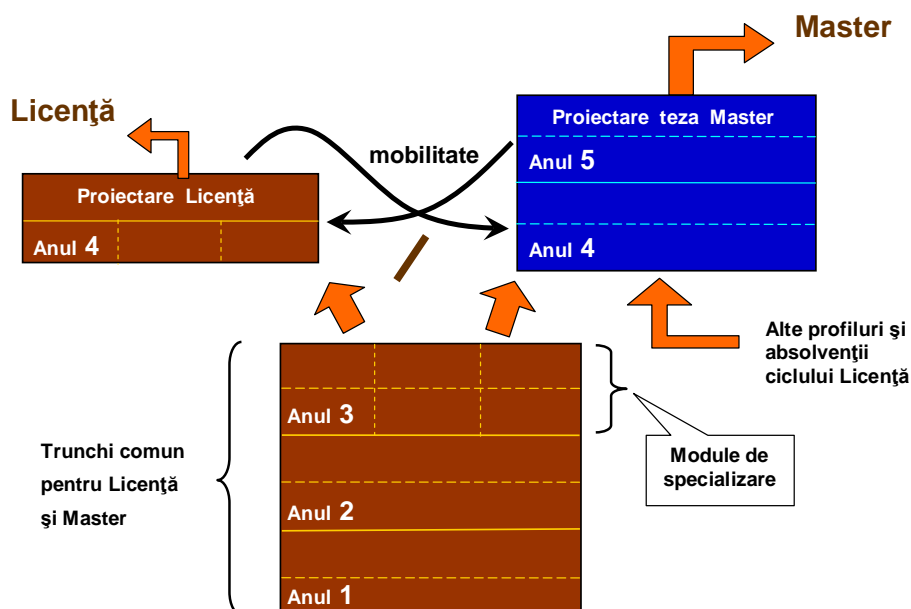 Master
Licenţă
Proiectare teza Master
mobilitate
Anul 5
Proiectare Licenţă
Anul 4
Anul 4
Alte profiluri şi
absolvenţii
ciclului Licenţă
Anul 3
Trunchi comun
pentru Licenţă
şi Master
Module de
specializare
Anul 2
Anul 1